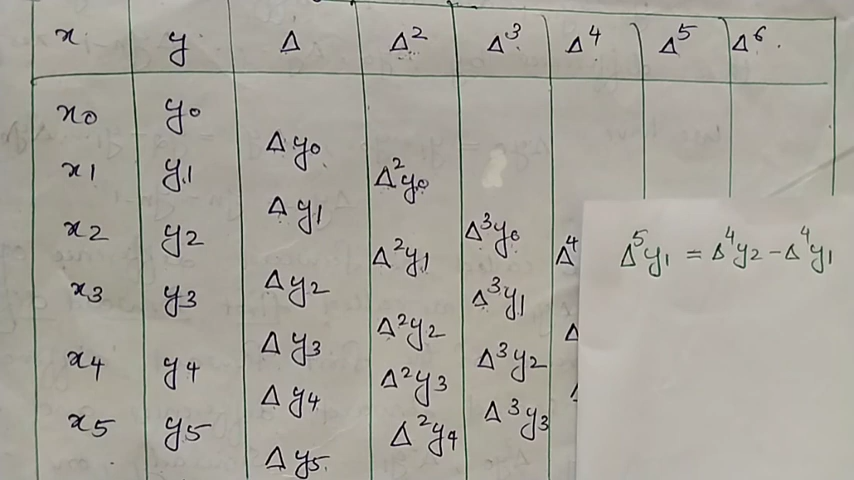 x y Δ Δ² Δ³ Δ⁴ Δ⁵ Δ⁶
x₀ y₀
Δy₀
x₁ y₁ Δ²y₀
Δy₁ Δ³y₀
x₂ y₂ Δ²y₁ Δ⁴
Δy₂ Δ³y₁
x₃ y₃ Δ²y₂
Δy₃ Δ³y₂
x₄ y₄ Δ²y₃
Δy₄ Δ³y₃
x₅ y₅ Δ²y₄
Δy₅
Δ⁵y₁ = Δ⁴y₂ - Δ⁴y₁